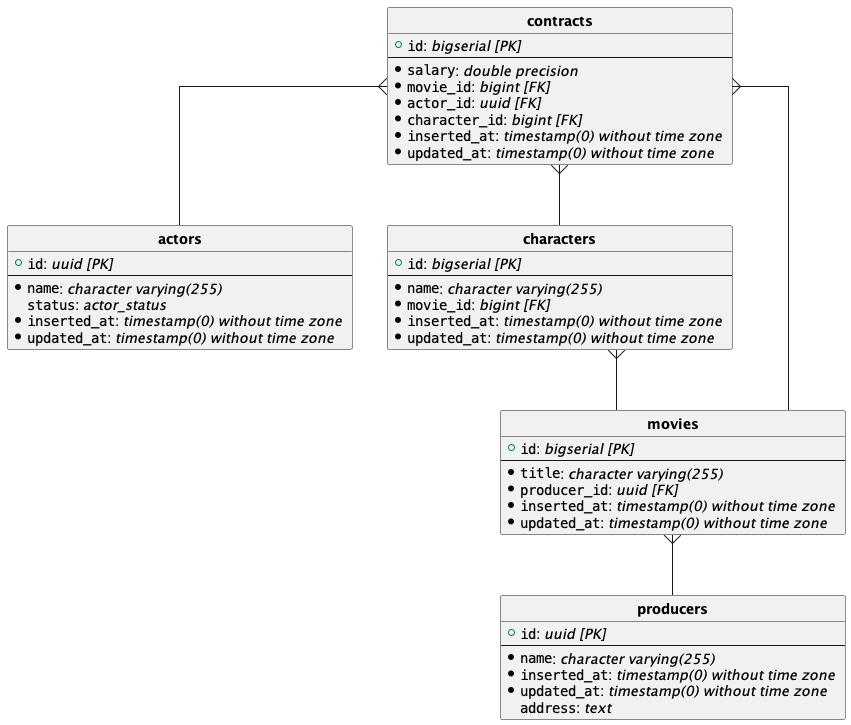 contracts
id: bigserial [PK]
salary: double precision
movie_id: bigint [FK]
actor_id: uuid [FK]
character_id: bigint [FK]
inserted_at: timestamp(0) without time zone
updated_at: timestamp(0) without time zone
actors
id: uuid [PK]
name: character varying(255)
status: actor_status
inserted_at: timestamp(0) without time zone
updated_at: timestamp(0) without time zone
characters
id: bigserial [PK]
name: character varying(255)
movie_id: bigint [FK]
inserted_at: timestamp(0) without time zone
updated_at: timestamp(0) without time zone
movies
id: bigserial [PK]
title: character varying(255)
producer_id: uuid [FK]
inserted_at: timestamp(0) without time zone
updated_at: timestamp(0) without time zone
producers
id: uuid [PK]
name: character varying(255)
inserted_at: timestamp(0) without time zone
updated_at: timestamp(0) without time zone
address: text